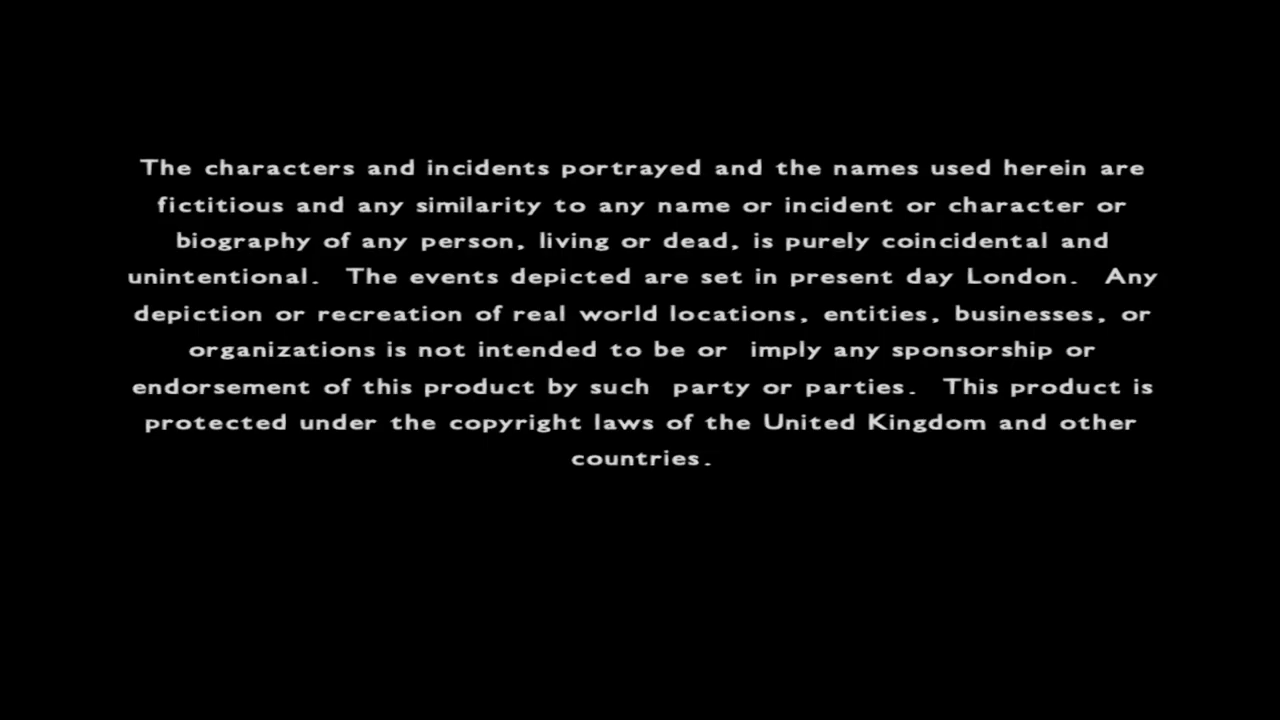 The characters and incidents portrayed and the names used herein are
fictitious and any similarity to any name or incident or character or
biography of any person, living or dead, is purely coincidental and
unintentional.  The events depicted are set in present day London.  Any
depiction or recreation of real world locations, entities, businesses, or
organizations is not intended to be or  imply any sponsorship or
endorsement of this product by such  party or parties.  This product is
protected under the copyright laws of the United Kingdom and other
countries.